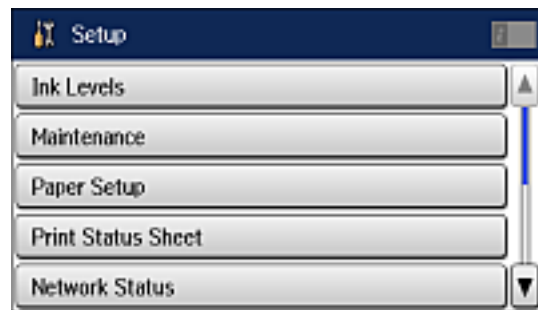 Setup
Ink Levels
Maintenance
Paper Setup
Print Status Sheet
Network Status